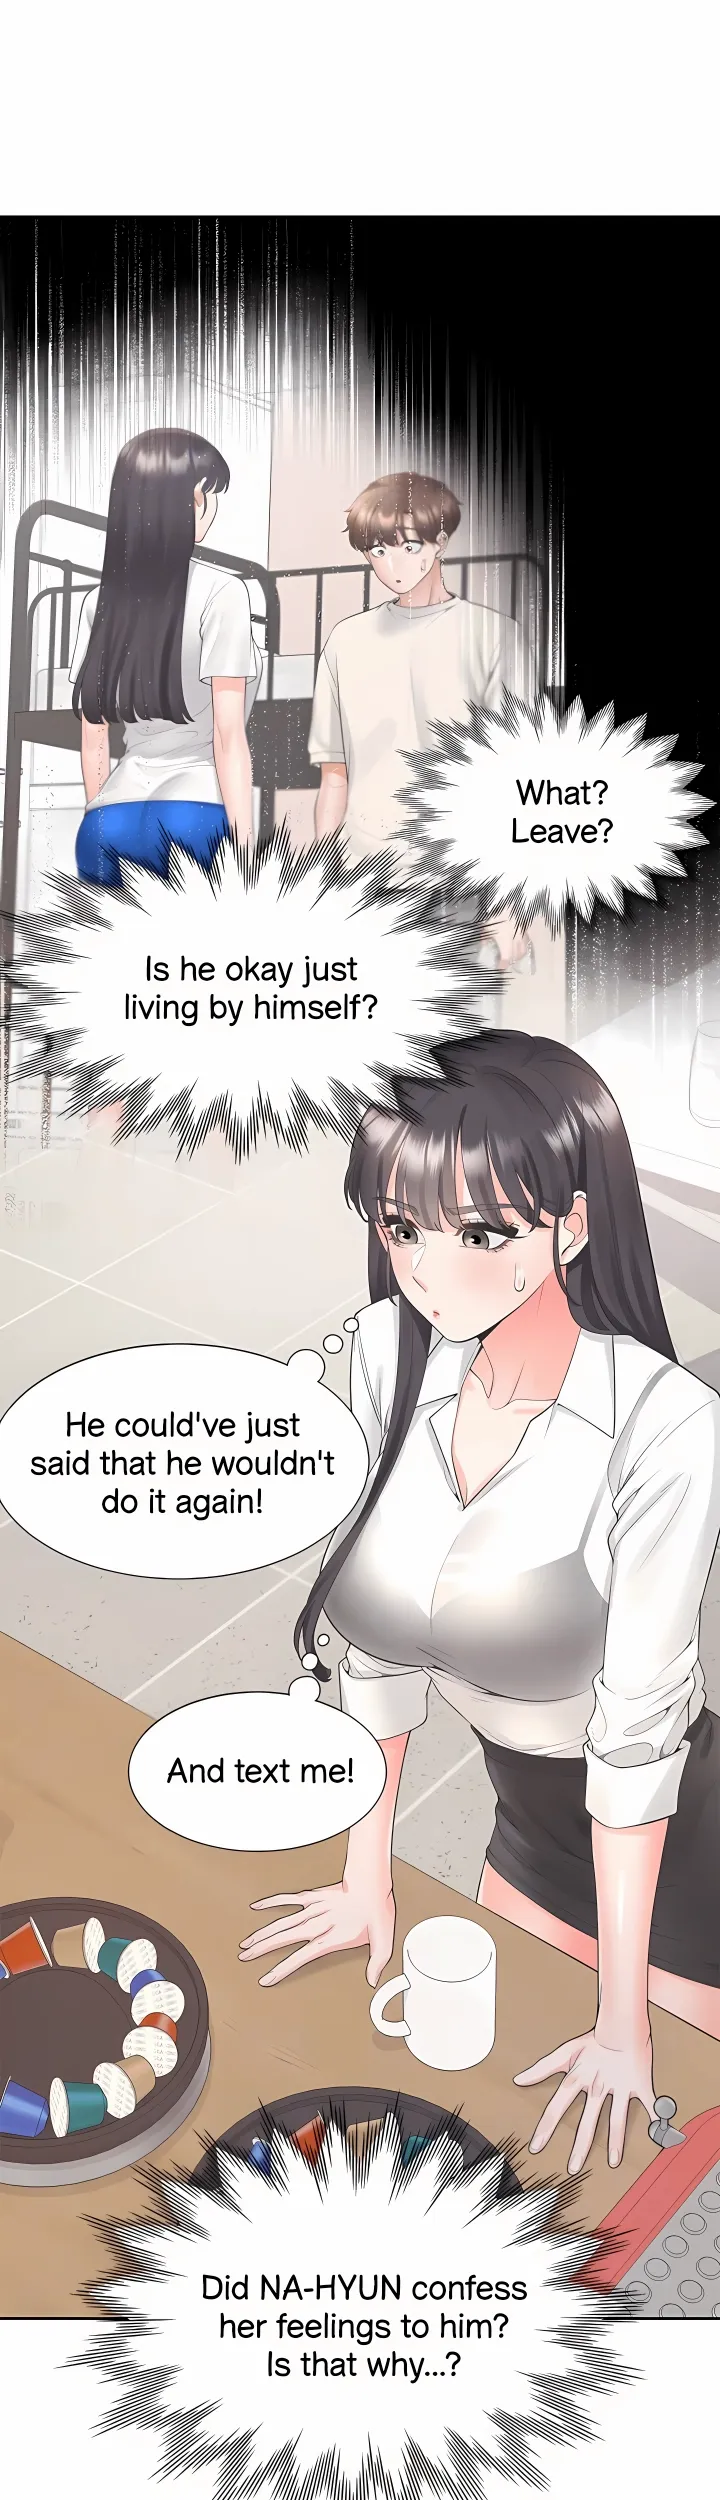 What?
Leave?
Is he okay just
living by himself?
He could've just
said that he wouldn't
do it again!
And text me!
Did NA-HYUN confess
her feelings to him?
Is that why...?